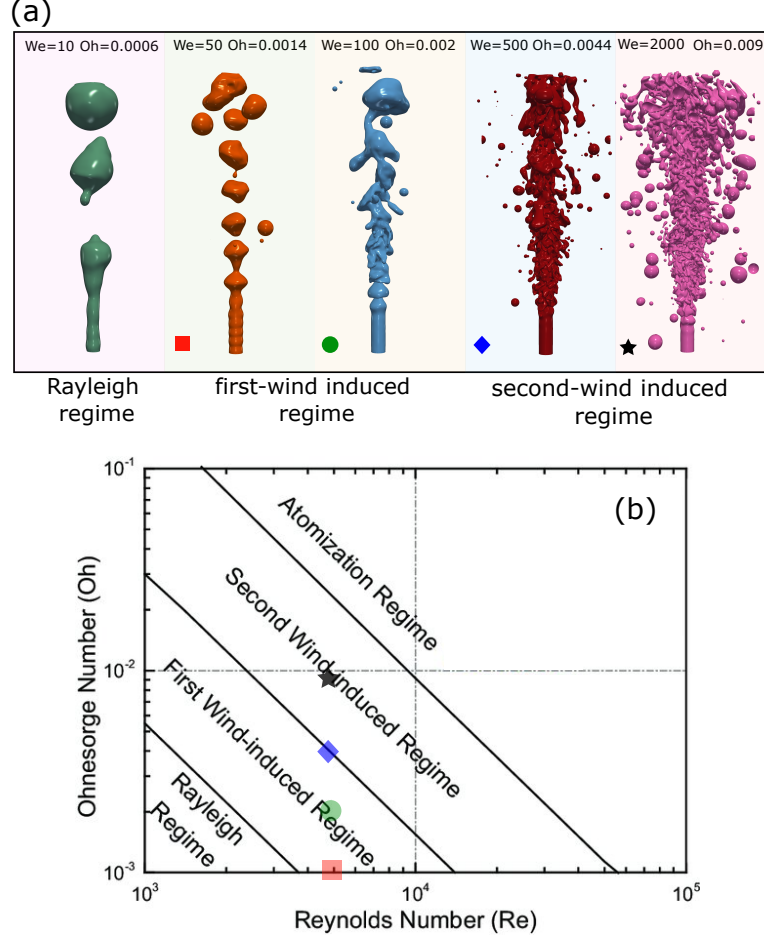 (a)
We=10 Oh=0.0006
We=50 Oh=0.0014
We=100 Oh=0.002
We=500 Oh=0.0044
We=2000 Oh=0.009
Rayleigh
regime
first-wind induced
regime
second-wind induced
regime
(b)
Ohnesorge Number (Oh)
10-1
10-2
10-3
Atomization Regime
Second Wind-induced Regime
First Wind-induced Regime
Rayleigh
Regime
103
104
105
Reynolds Number (Re)